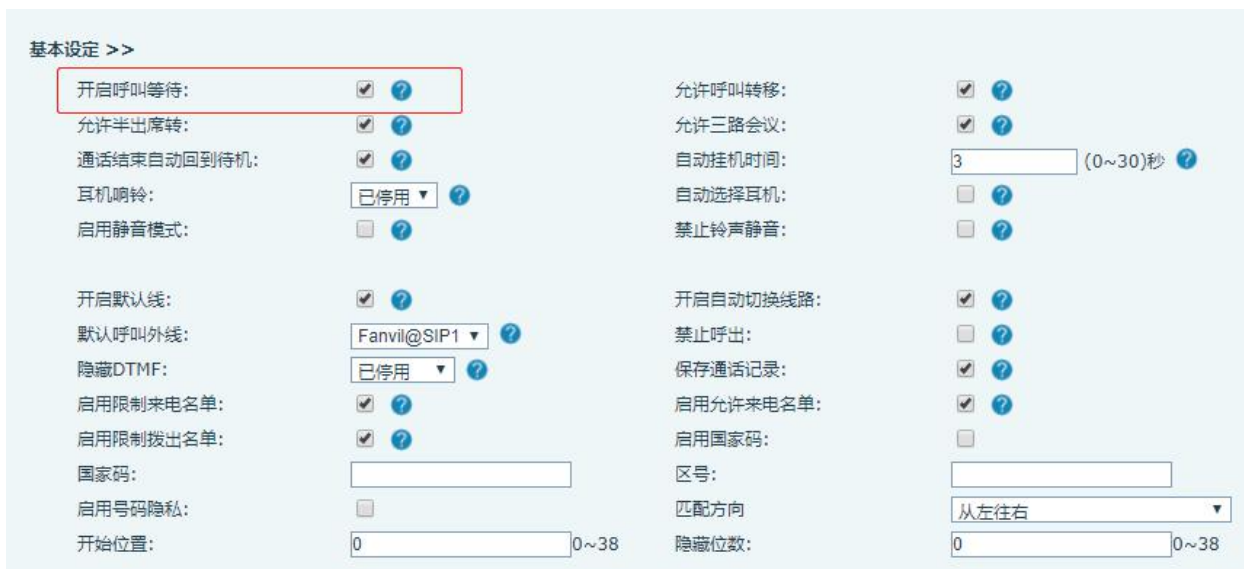 基本设定 >>
开启呼叫等待: ? 允许呼叫转移: ?
允许半出席转: ? 允许三路会议: ?
通话结束自动回到待机: ? 自动挂机时间: 3 (0~30)秒 ?
耳机响铃: 已停用 ? 自动选择耳机: ?
启用静音模式: ? 禁止铃声静音: ?
开启默认线: ? 开启自动切换线路: ?
默认呼叫外线: Fanvil@SIP1 ? 禁止呼出: ?
隐藏DTMF: 已停用 ? 保存通话记录: ?
启用限制来电名单: ? 启用允许来电名单: ?
启用限制拨出名单: ? 启用国家码:
国家码: 区号:
启用号码隐私: 匹配方向 从左往右
开始位置: 0 0~38 隐藏位数: 0 0~38